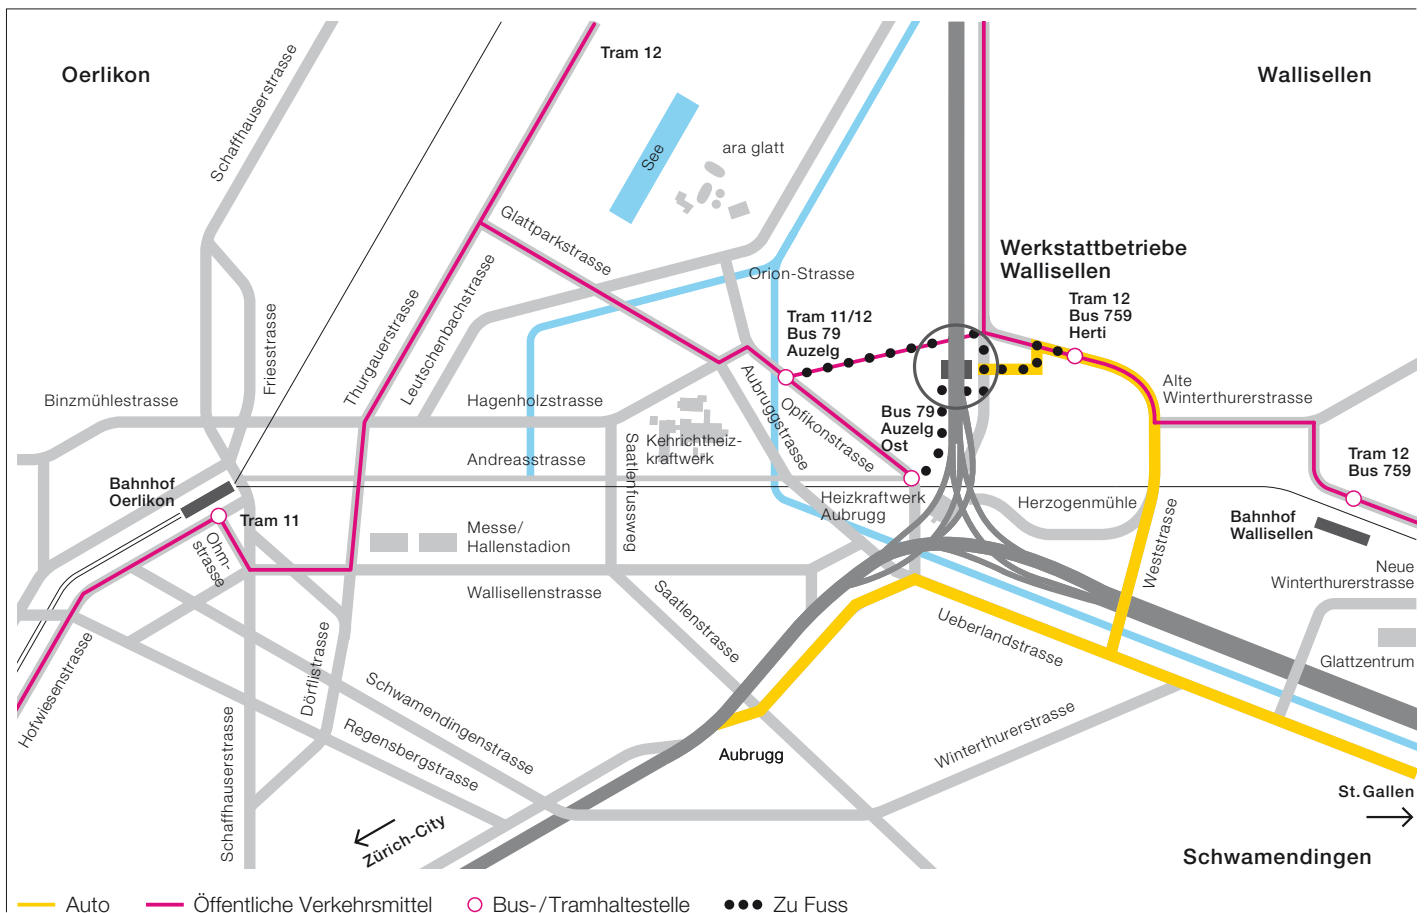 Oerlikon
Tram 12
Wallisellen
Schaffhauserstrasse
See
ara glatt
Glattparkstrasse
Orion-Strasse
Werkstattbetriebe
Wallisellen
Tram 12
Bus 759
Herti
Tram 11/12
Bus 79
Auzelg
Friesstrasse
Thurgauerstrasse
Leutschenbachstrasse
Binzmühlestrasse
Hagenholzstrasse
Aubruggstrasse
Opfikonstrasse
Bus 79
Auzelg
Ost
Alte
Winterthurerstrasse
Saatlenfussweg
Kehrichtheiz-
kraftwerk
Andreasstrasse
Tram 12
Bus 759
Bahnhof
Oerlikon
Tram 11
Ohm-
strasse
Messe/
Hallenstadion
Heizkraftwerk
Aubrugg
Herzogenmühle
Bahnhof
Wallisellen
Weststrasse
Neue
Winterthurerstrasse
Wallisellenstrasse
Saatlenstrasse
Ueberlandstrasse
Glattzentrum
Hofwiesenstrasse
Dörflistrasse
Schwamendingenstrasse
Regensbergstrasse
Schaffhauserstrasse
Aubrugg
Winterthurerstrasse
St. Gallen
Zürich-City
Schwamendingen
Auto
Öffentliche Verkehrsmittel
Bus-/Tramhaltestelle
Zu Fuss